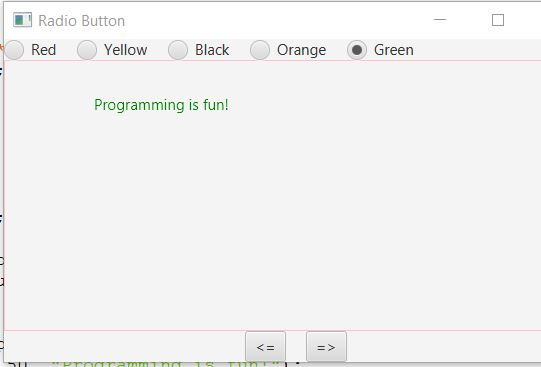 Radio Button
Red Yellow Black Orange Green
Programming is fun!
<= =>
"Programming is fun!");